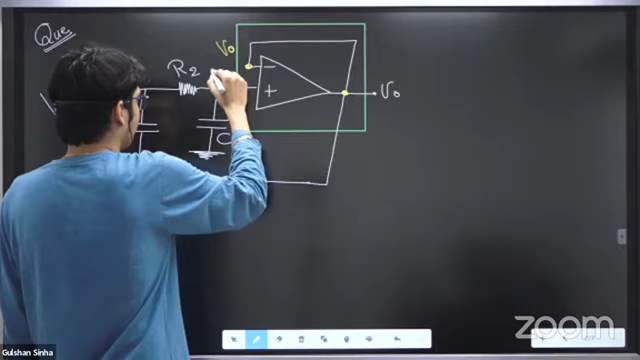 Que
V₀
R₂
−
+
V₀
C
Gulshan Sinha
zoom